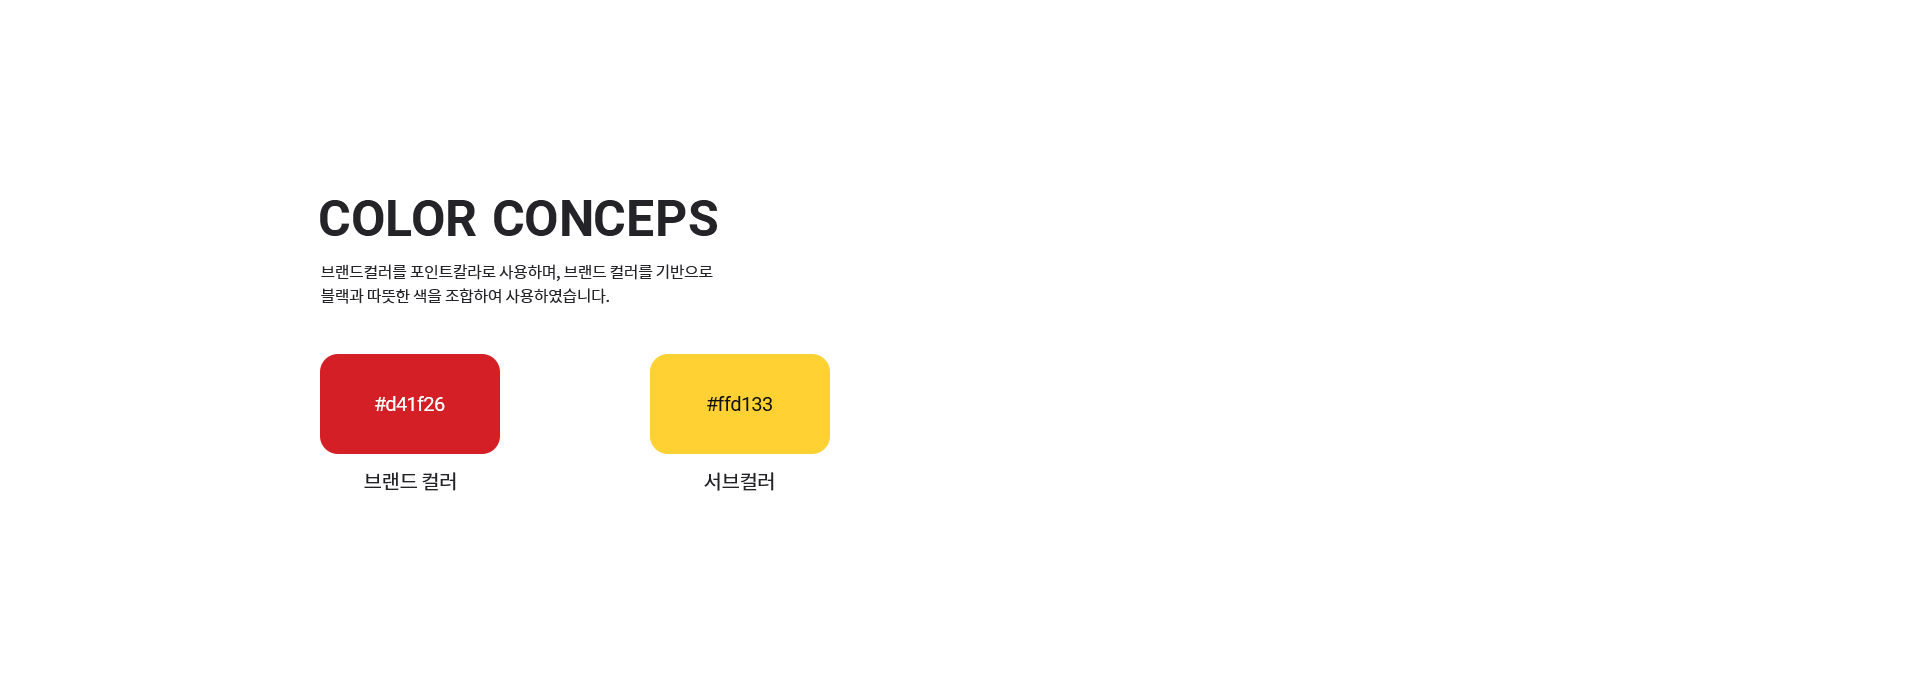 COLOR CONCEPS
브랜드컬러를 포인트칼라로 사용하며, 브랜드 컬러를 기반으로
블랙과 따뜻한 색을 조합하여 사용하였습니다.
#d41f26
#ffd133
브랜드 컬러
서브컬러